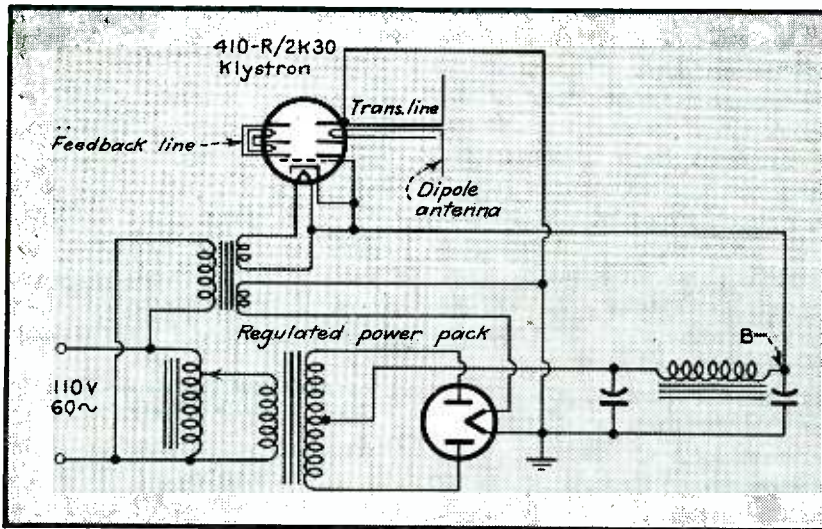 410-R/2K30
Klystron
Trans. line
Feedback line
Dipole
antenna
Regulated power pack
B-
110V
60~